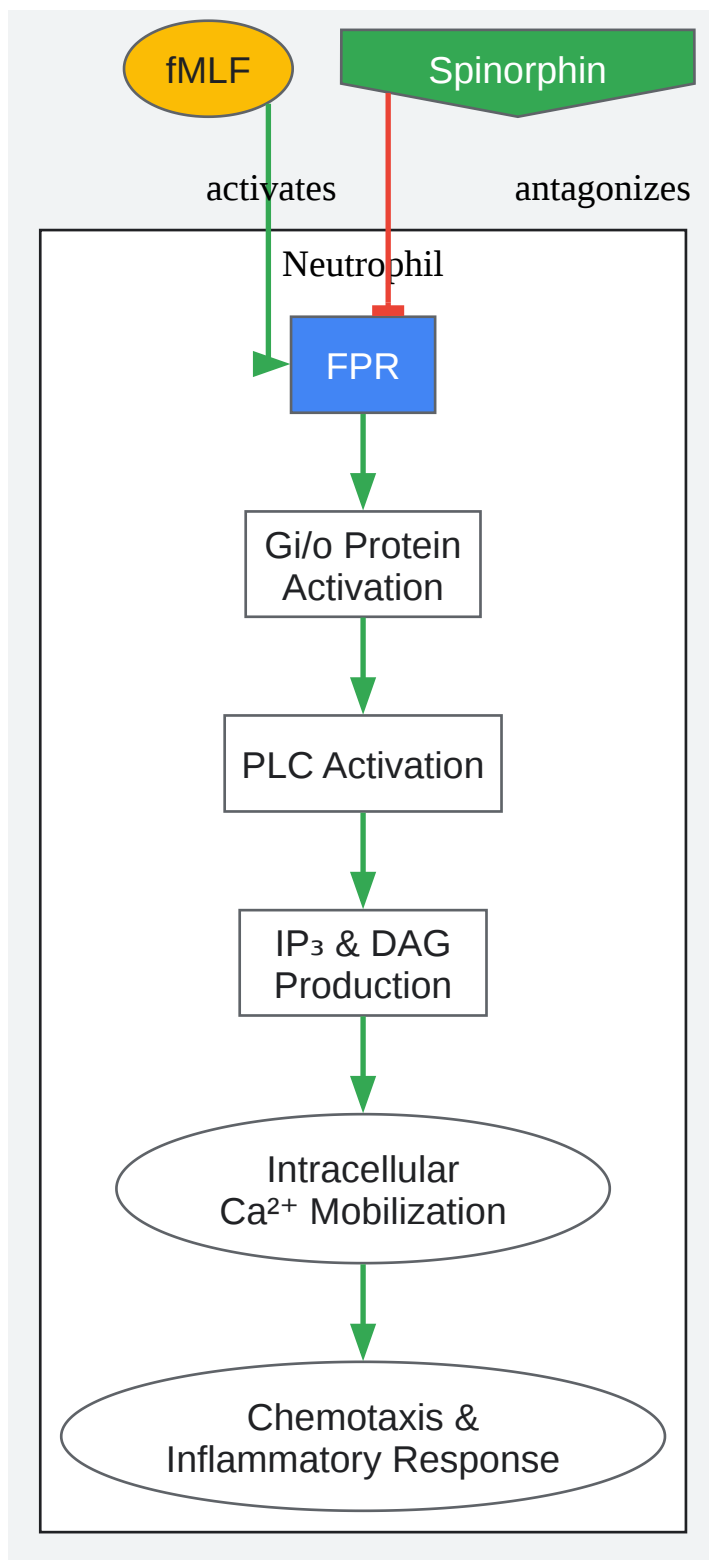 fMLF
Spinorphin
activates
antagonizes
Neutrophil
FPR
Gi/o Protein
Activation
PLC Activation
IP₃ & DAG
Production
Intracellular
Ca²⁺ Mobilization
Chemotaxis &
Inflammatory Response